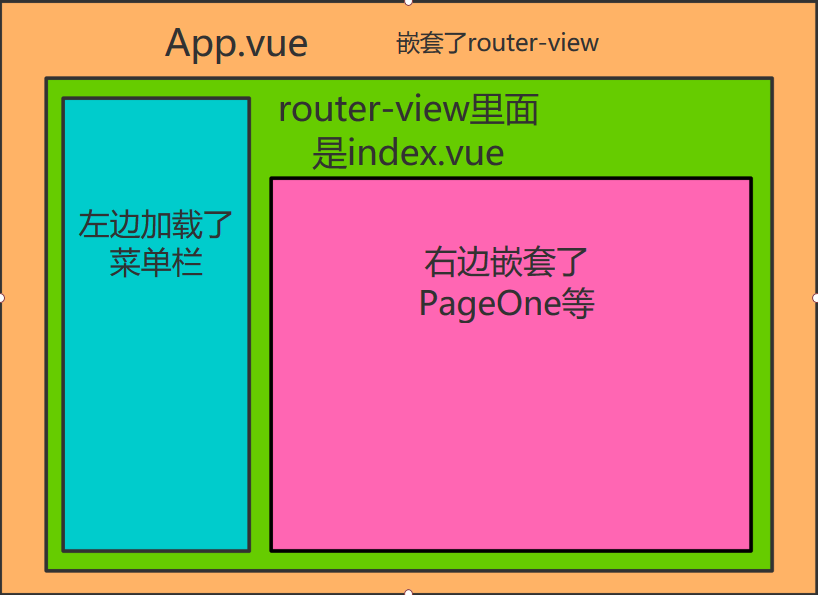 App.vue
嵌套了router-view
router-view里面
是index.vue
左边加载了
菜单栏
右边嵌套了
PageOne等